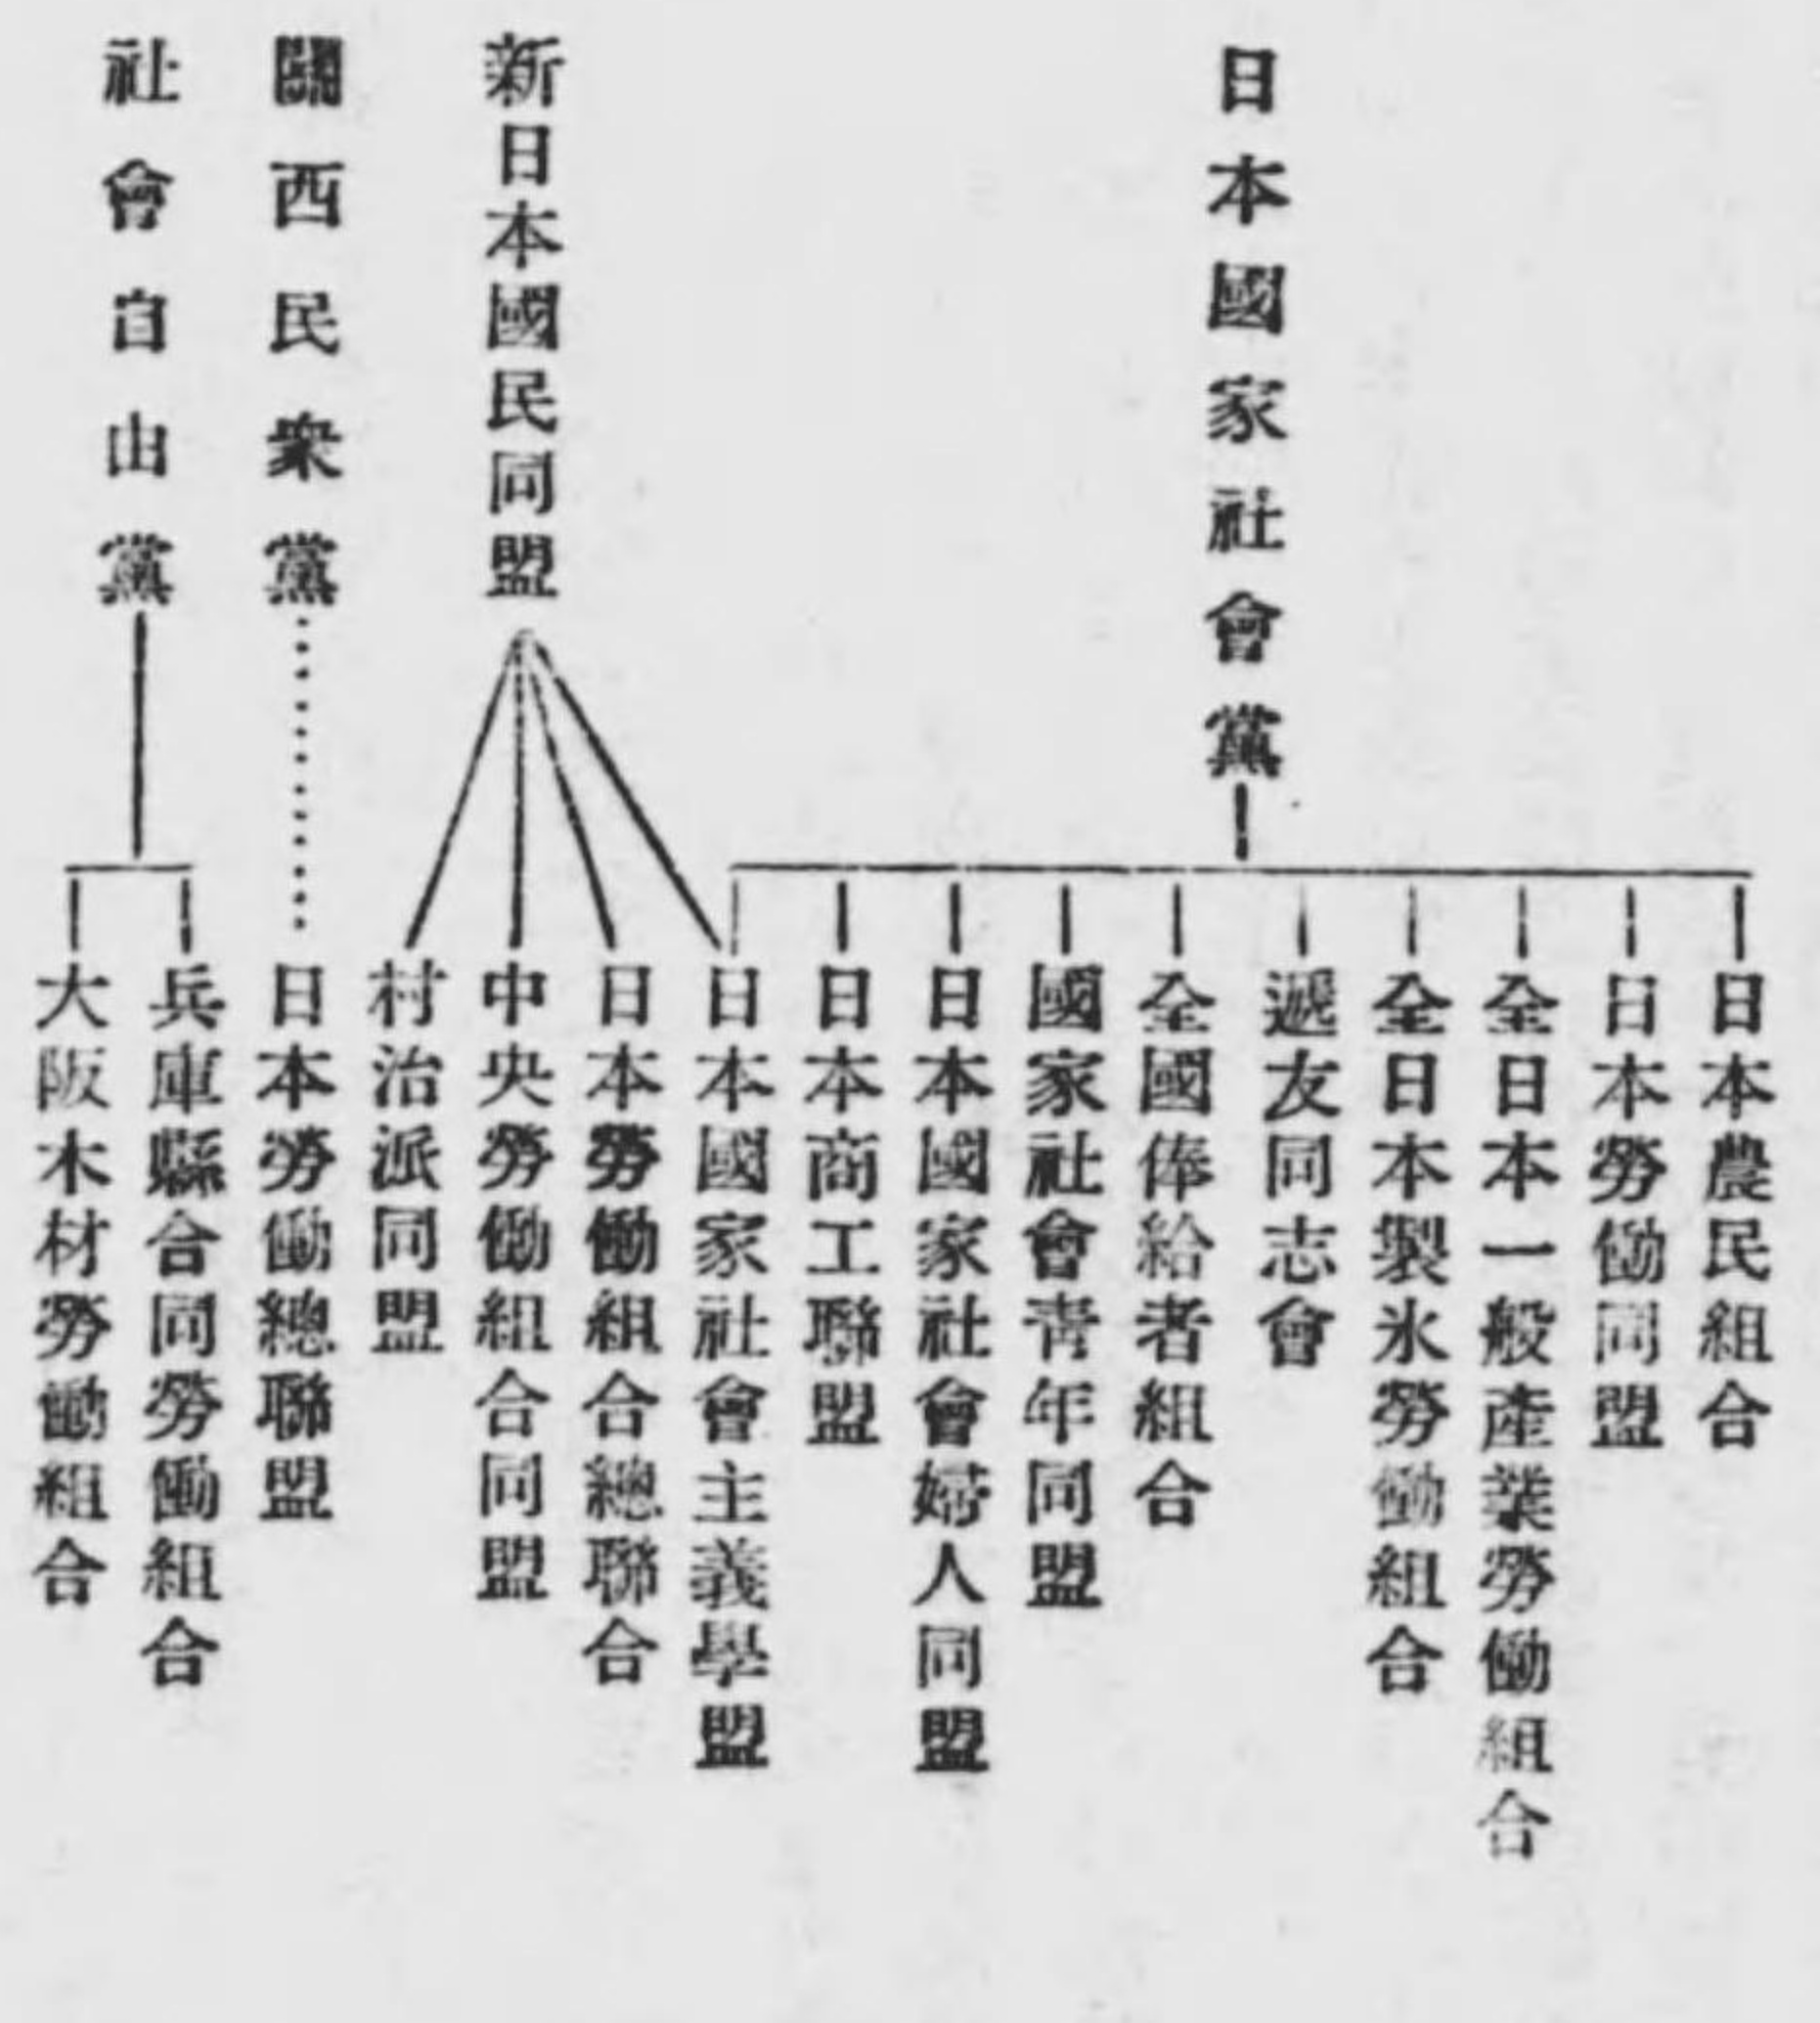 日本國家社會黨
日本農民組合
日本勞働同盟
全日本一般產業勞働組合
全日本製氷勞働組合
遞友同志會
全國俸給者組合
國家社會靑年同盟
日本國家社會婦人同盟
日本商工聯盟
日本國家社會主義學盟
新日本國民同盟
日本勞働組合總聯合
中央勞働組合同盟
村治派同盟
關西民衆黨
日本勞働總聯盟
社會自由黨
兵庫縣合同勞働組合
大阪木材勞働組合